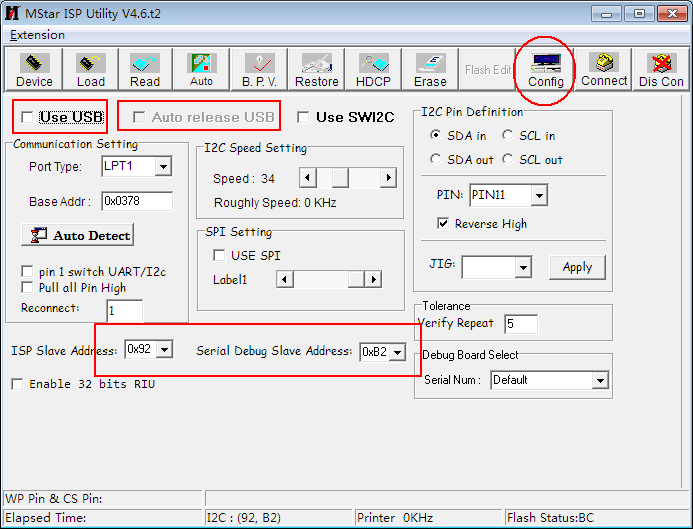 MStar ISP Utility V4.6.t2
Extension
Device Load Read Auto B. P. V. Restore HDCP Erase Flash Edit Config Connect Dis Con
Use USB Auto release USB Use SWI2C
Communication Setting
Port Type: LPT1
Base Addr : 0x0378
Auto Detect
pin 1 switch UART/I2c
Pull all Pin High
Reconnect: 1
I2C Speed Setting
Speed : 34
Roughly Speed: 0 KHz
SPI Setting
USE SPI
Label1
I2C Pin Definition
SDA in SCL in
SDA out SCL out
PIN: PIN11
Reverse High
JIG: Apply
Tolerance
Verify Repeat 5
ISP Slave Address: 0x92 Serial Debug Slave Address: 0xB2
Debug Board Select
Serial Num : Default
Enable 32 bits RIU
WP Pin & CS Pin:
Elapsed Time: I2C : (92, B2) Printer 0KHz Flash Status:BC